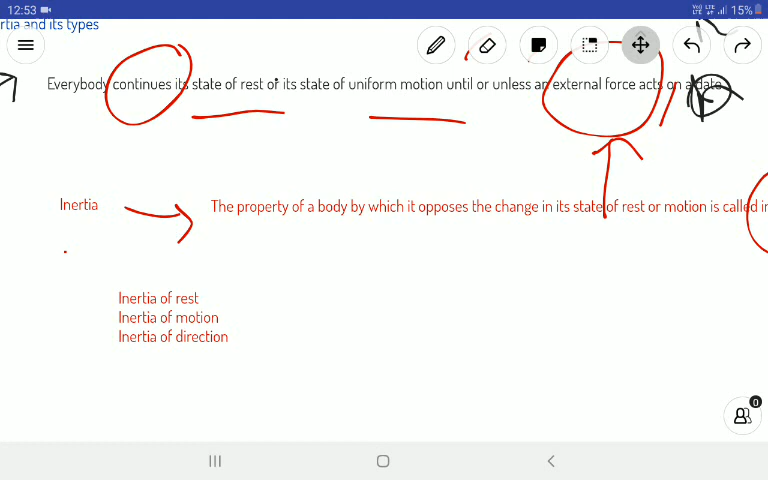 12:53 15%
rtia and its types
Everybody continues its state of rest or its state of uniform motion until or unless an external force acts on a date
Inertia
The property of a body by which it opposes the change in its state of rest or motion is called in
Inertia of rest
Inertia of motion
Inertia of direction
0